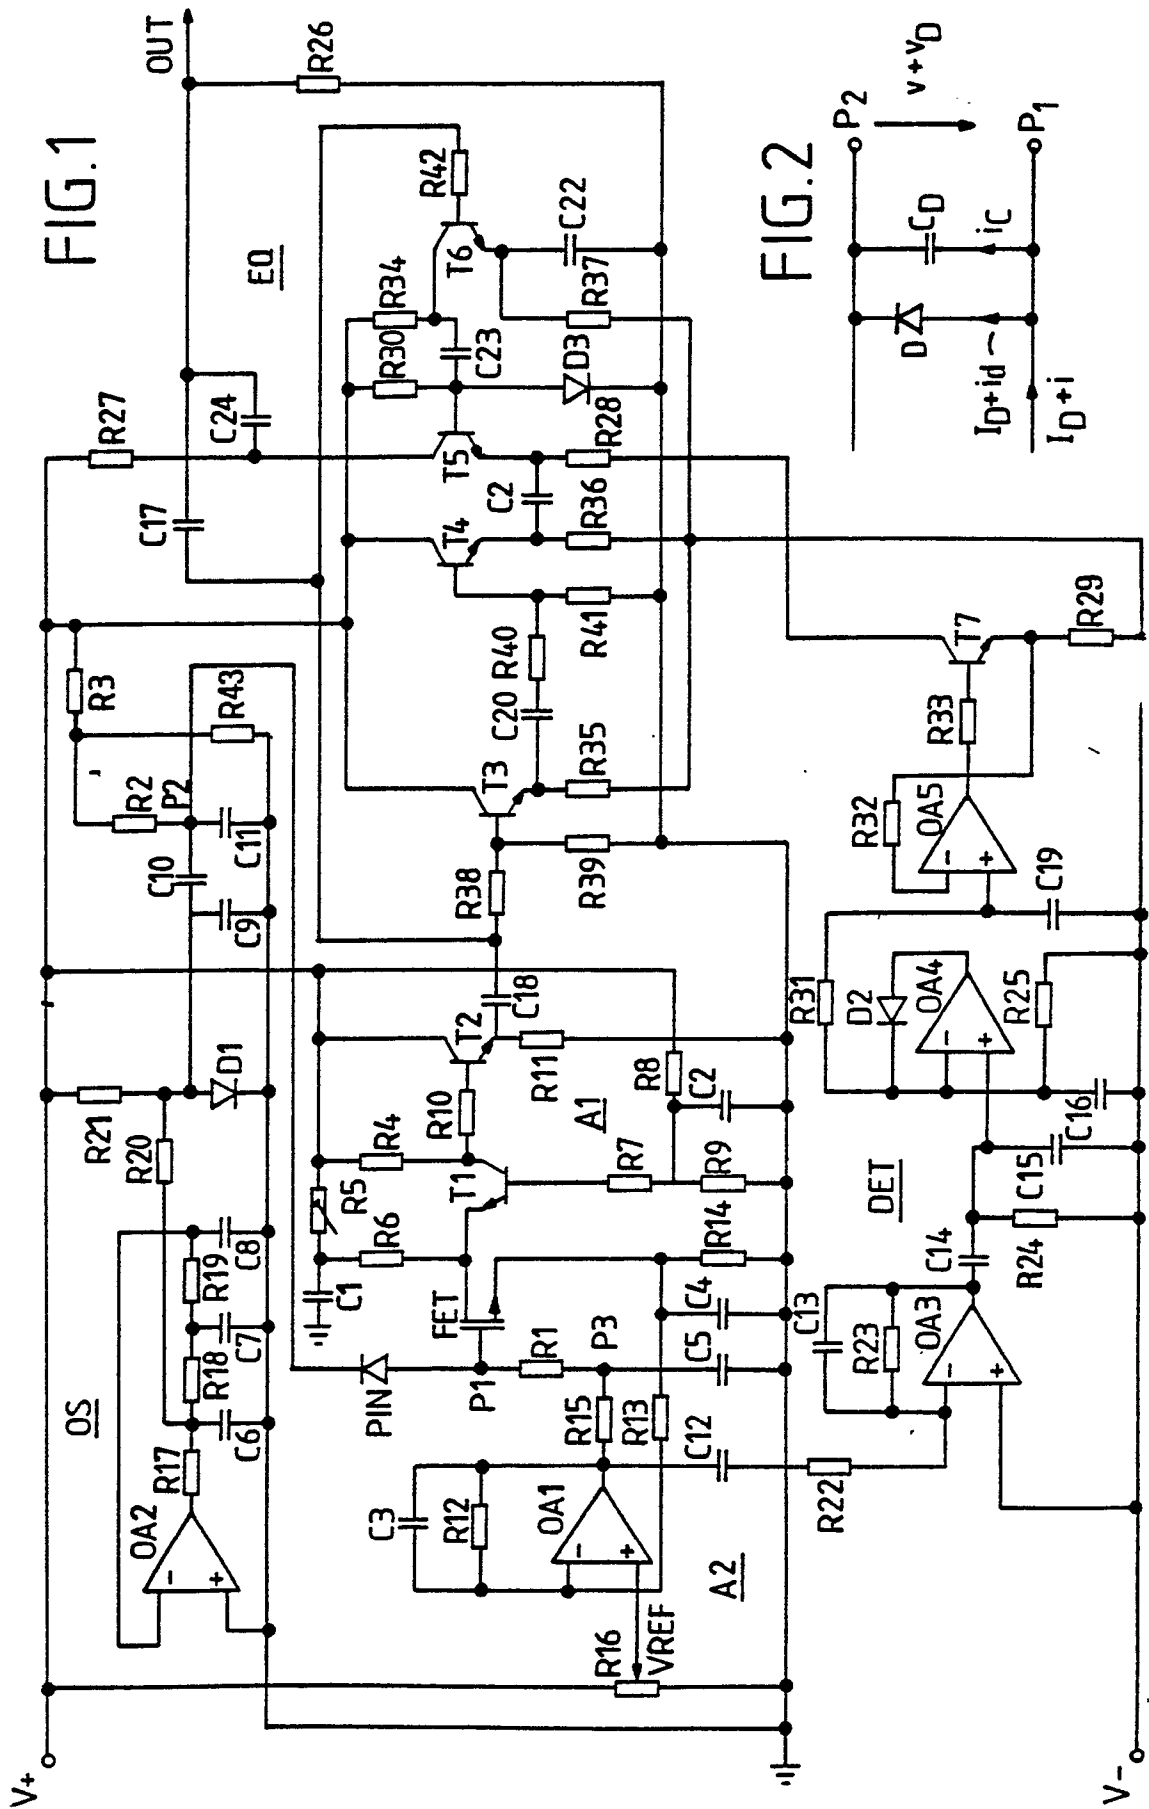 FIG.1
V+
OUT
OS
OA2
R17
C6
R18
C7
R19
C8
R20
R21
D1
C9
C10
P2
C11
R2
R3
R43
C17
R27
C24
R26
EQ
C3
R12
OA1
R16
VREF
A2
R15
R13
P3
R1
P1
PIN
C5
C4
R14
FET
C1
R5
R6
R4
T1
R10
T2
R11
C18
R7
R8
R9
C2
A1
R38
R39
T3
R35
C20
R40
R41
T4
R36
C2
T5
R28
R30
C23
D3
R34
T6
R37
C22
R42
C12
R22
C13
R23
OA3
C14
R24
DET
C15
C16
OA4
D2
R31
R25
C19
R32
OA5
R33
T7
R29
V-
FIG.2
P2
P1
D
CD
iC
ID+id
ID+i
v+vD
- + - + - + - + - +